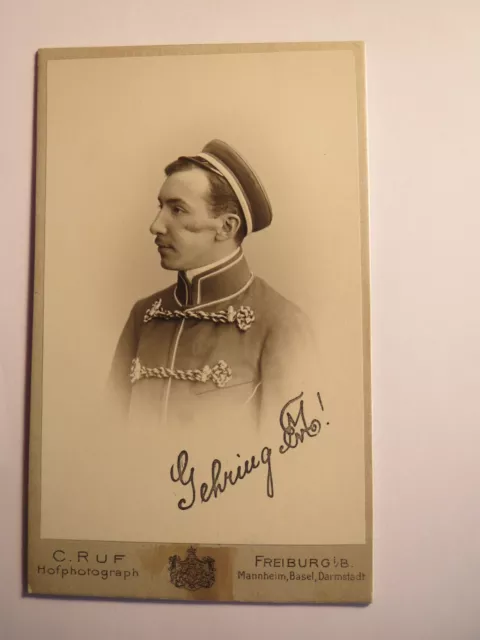 Gehring
!
C. RUF
Hofphotograph
FREIBURG i/B.
Mannheim, Basel, Darmstadt